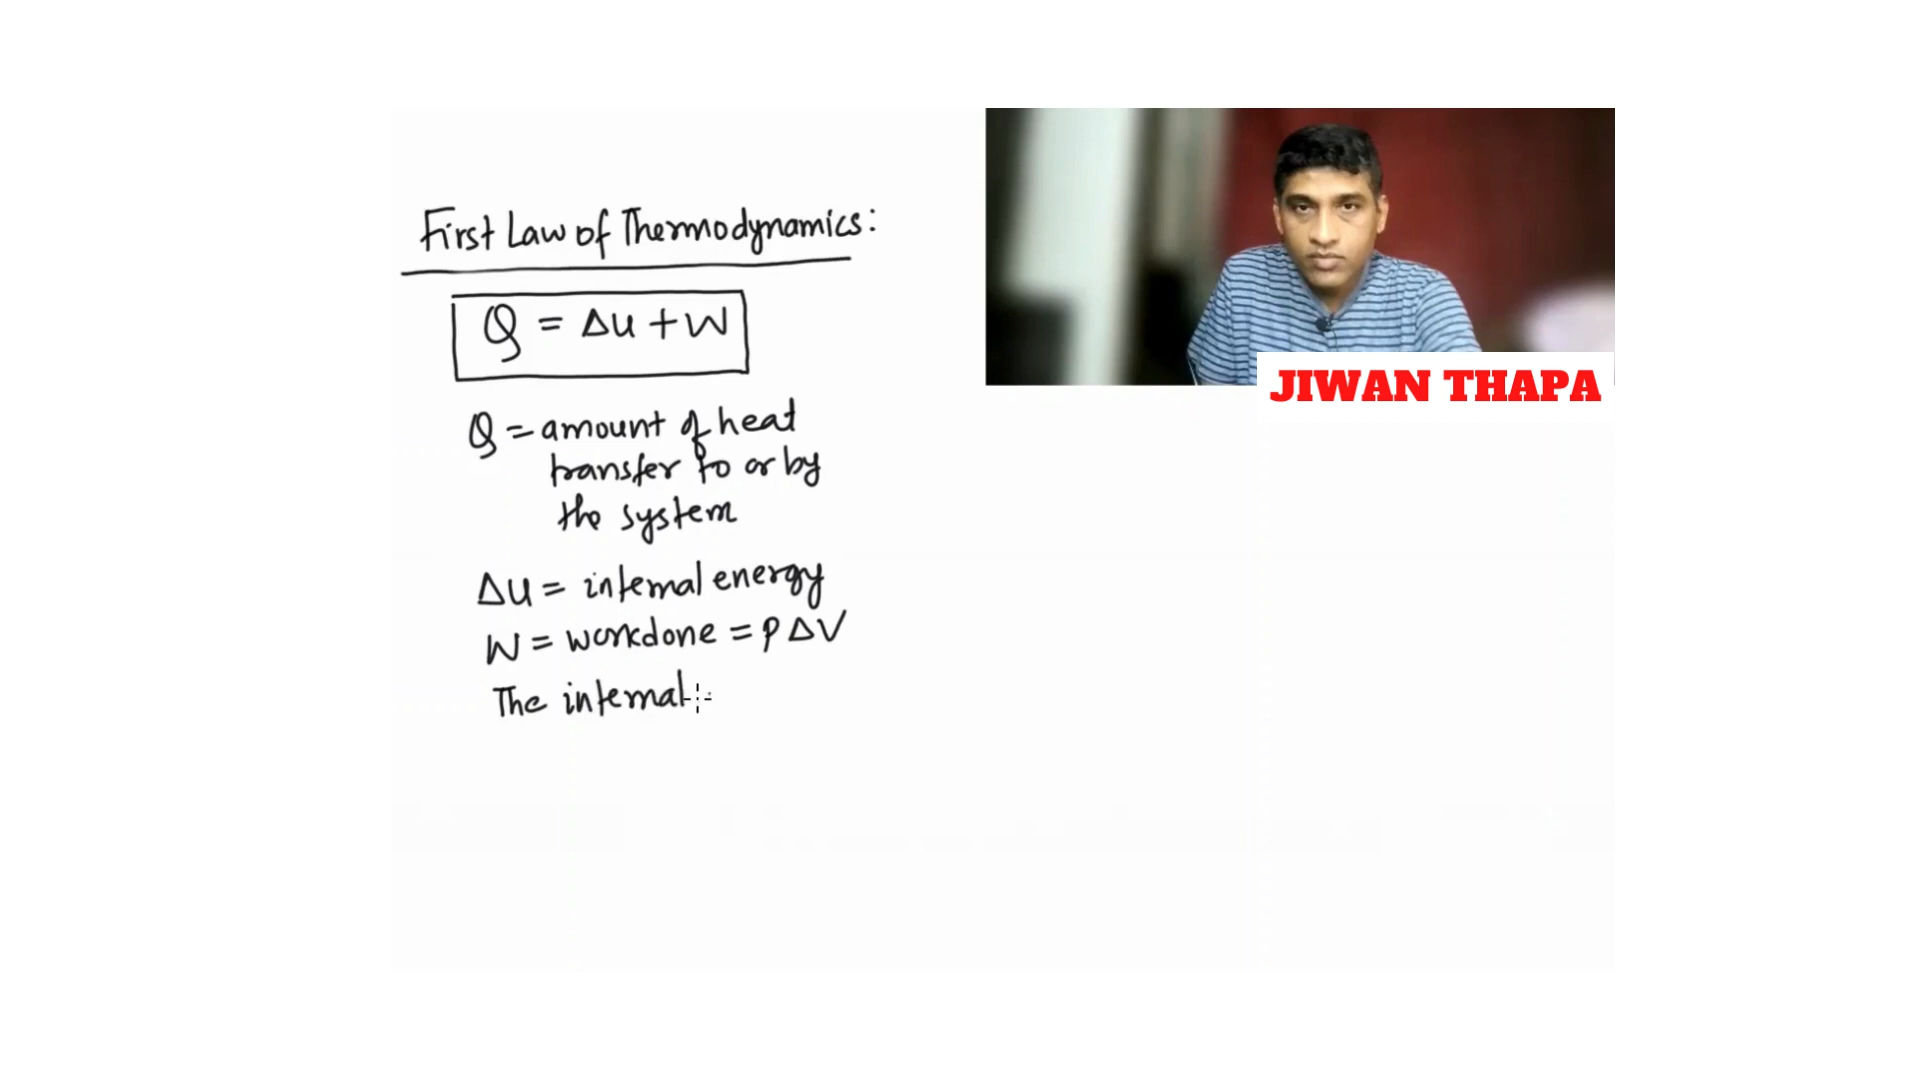 First Law of Thermodynamics:
Q = ΔU + W
Q = amount of heat
transfer to or by
the system
ΔU = internal energy
W = workdone = P ΔV
The internal
JIWAN THAPA